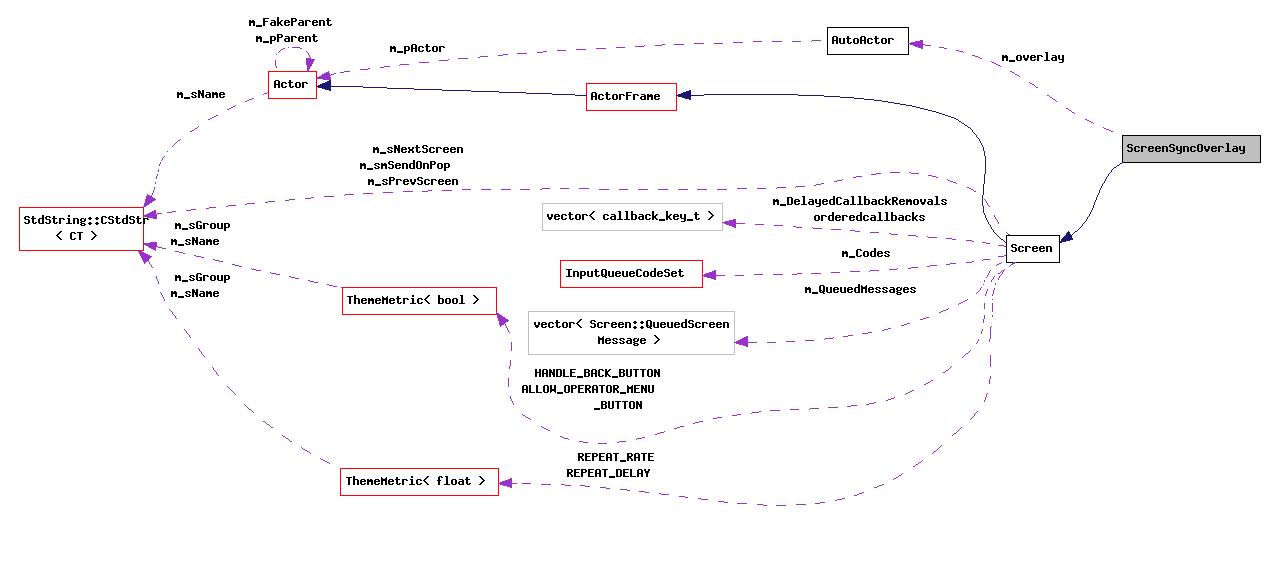 m_FakeParent
m_pParent
m_pActor
AutoActor
m_overlay
Actor
m_sName
ActorFrame
ScreenSyncOverlay
m_sNextScreen
m_smSendOnPop
m_sPrevScreen
StdString::CStdStr
< CT >
m_sGroup
m_sName
vector< callback_key_t >
m_DelayedCallbackRemovals
orderedcallbacks
Screen
m_Codes
InputQueueCodeSet
m_sGroup
m_sName
ThemeMetric< bool >
m_QueuedMessages
vector< Screen::QueuedScreen
Message >
HANDLE_BACK_BUTTON
ALLOW_OPERATOR_MENU
_BUTTON
REPEAT_RATE
REPEAT_DELAY
ThemeMetric< float >